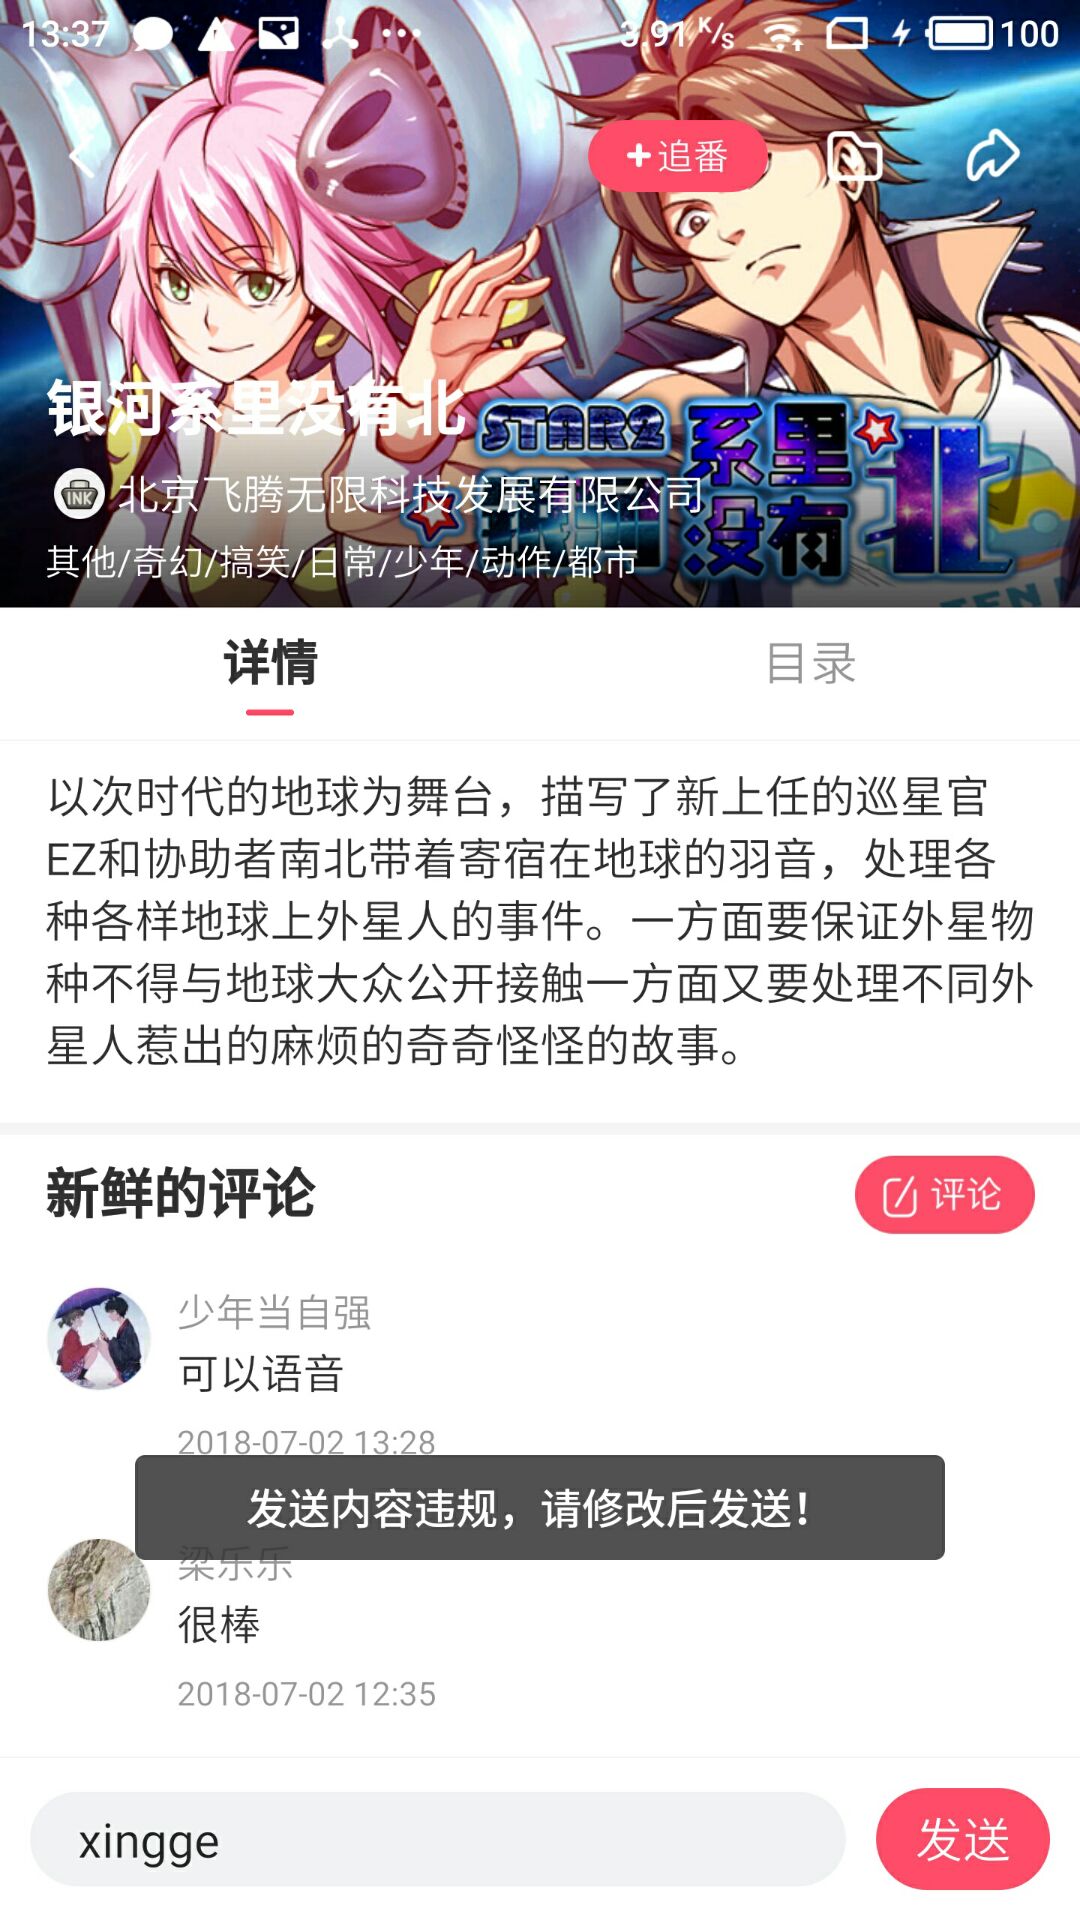 13:37
3.91 K/s
100
+追番
银河系里没有北
STAR2
系里没有北
INK
北京飞腾无限科技发展有限公司
其他/奇幻/搞笑/日常/少年/动作/都市
详情
目录
以次时代的地球为舞台，描写了新上任的巡星官
EZ和协助者南北带着寄宿在地球的羽音，处理各
种各样地球上外星人的事件。一方面要保证外星物
种不得与地球大众公开接触一方面又要处理不同外
星人惹出的麻烦的奇奇怪怪的故事。
新鲜的评论
评论
少年当自强
可以语音
2018-07-02 13:28
发送内容违规，请修改后发送！
梁乐乐
很棒
2018-07-02 12:35
xingge
发送